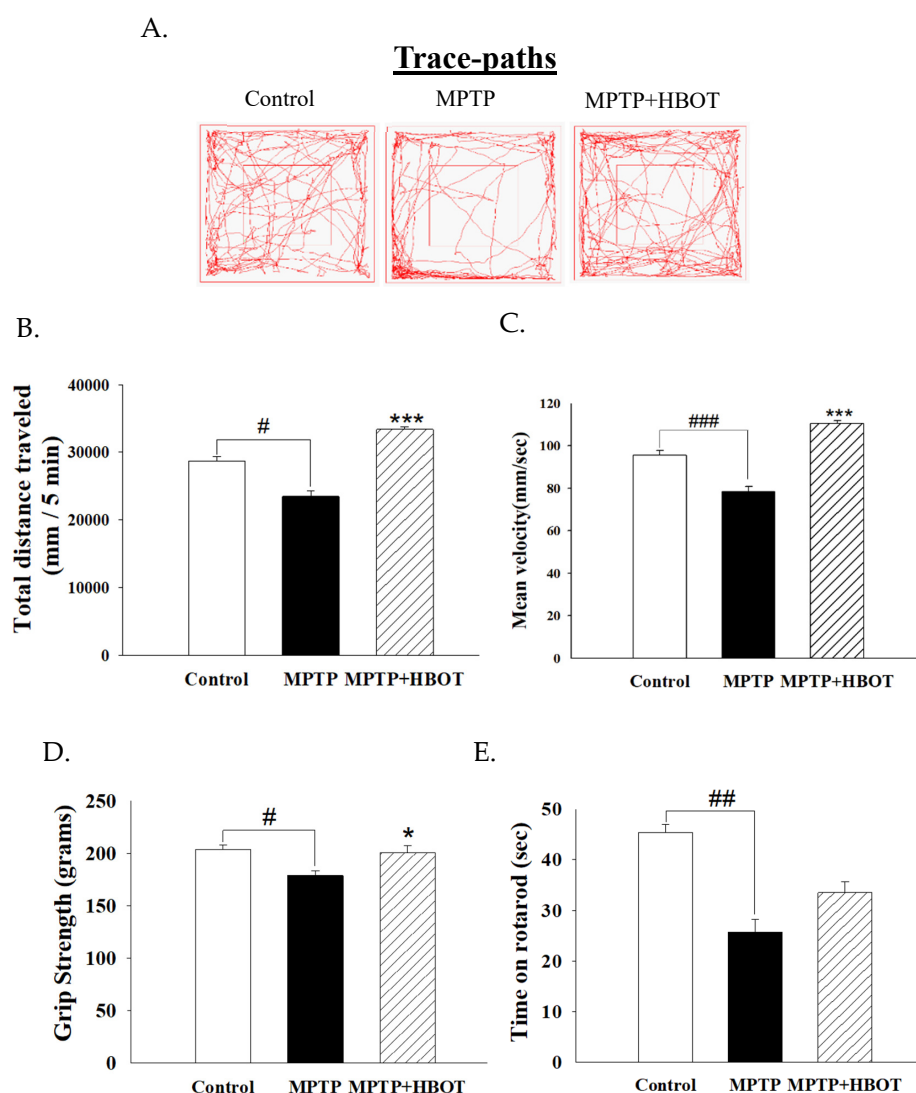 A.
Trace-paths
Control MPTP MPTP+HBOT
B.
Total distance traveled
(mm / 5 min)
40000
30000
20000
10000
0
#
***
Control MPTP MPTP+HBOT
C.
Mean velocity(mm/sec)
120
100
80
60
40
20
0
###
***
Control MPTP MPTP+HBOT
D.
Grip Strength (grams)
250
200
150
100
50
0
#
*
Control MPTP MPTP+HBOT
E.
Time on rotarod (sec)
50
40
30
20
10
0
##
Control MPTP MPTP+HBOT